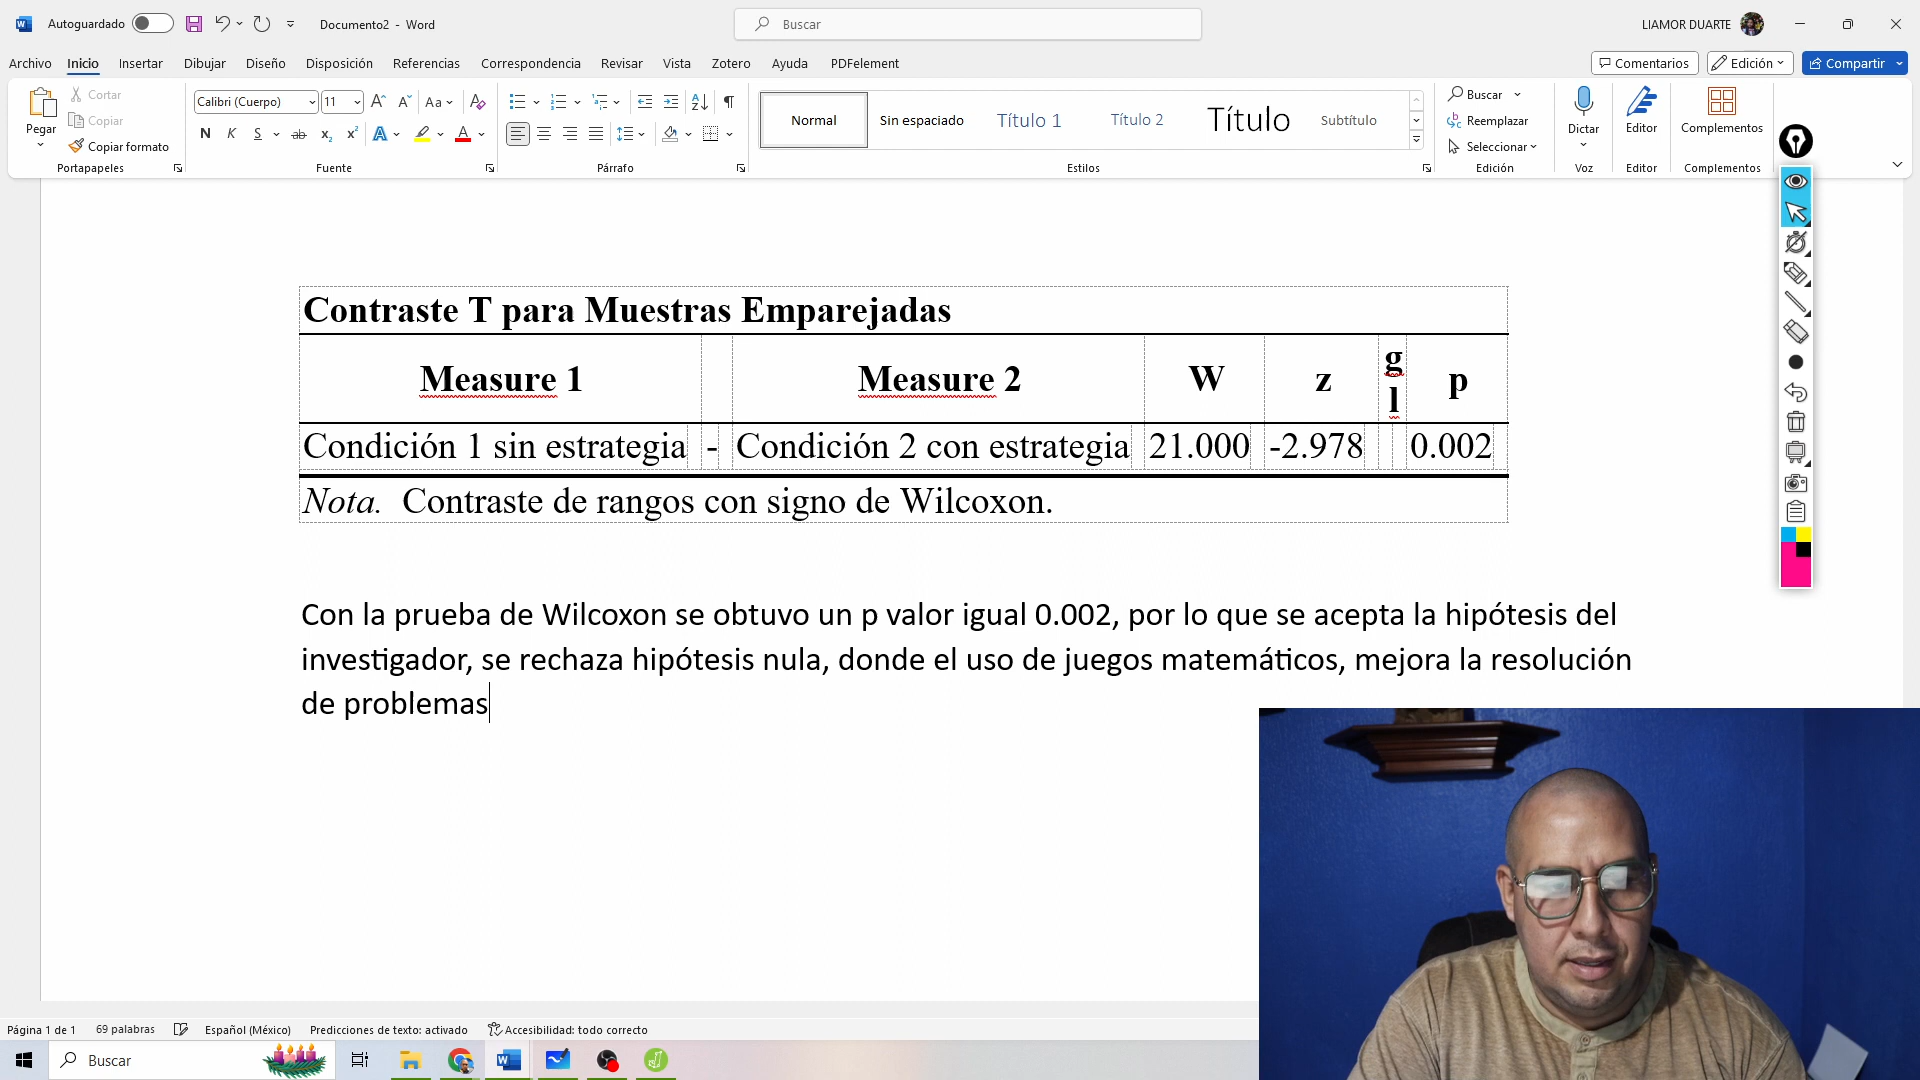 Autoguardado
Documento2 - Word
Buscar
LIAMOR DUARTE
Archivo Inicio Insertar Dibujar Diseño Disposición Referencias Correspondencia Revisar Vista Zotero Ayuda PDFelement
Comentarios Edición Compartir
Pegar
Cortar
Copiar
Copiar formato
Portapapeles
Calibri (Cuerpo) 11
N K S ab
Fuente
Párrafo
Normal Sin espaciado Título 1 Título 2 Título Subtítulo
Estilos
Buscar
Reemplazar
Seleccionar
Edición
Dictar
Voz
Editor
Editor
Complementos
Complementos
Contraste T para Muestras Emparejadas
Measure 1 Measure 2 W z gl p
Condición 1 sin estrategia - Condición 2 con estrategia 21.000 -2.978 0.002
Nota. Contraste de rangos con signo de Wilcoxon.
Con la prueba de Wilcoxon se obtuvo un p valor igual 0.002, por lo que se acepta la hipótesis del
investigador, se rechaza hipótesis nula, donde el uso de juegos matemáticos, mejora la resolución
de problemas
Página 1 de 1 69 palabras Español (México) Predicciones de texto: activado Accesibilidad: todo correcto
Buscar